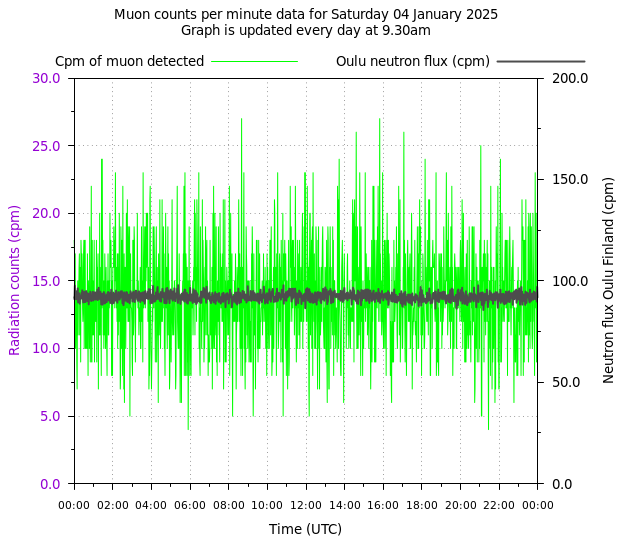 Muon counts per minute data for Saturday 04 January 2025
Graph is updated every day at 9.30am
Cpm of muon detected
Oulu neutron flux (cpm)
30.0
25.0
20.0
15.0
10.0
5.0
0.0
Radiation counts (cpm)
200.0
150.0
100.0
50.0
0.0
Neutron flux Oulu Finland (cpm)
00:00 02:00 04:00 06:00 08:00 10:00 12:00 14:00 16:00 18:00 20:00 22:00 00:00
Time (UTC)